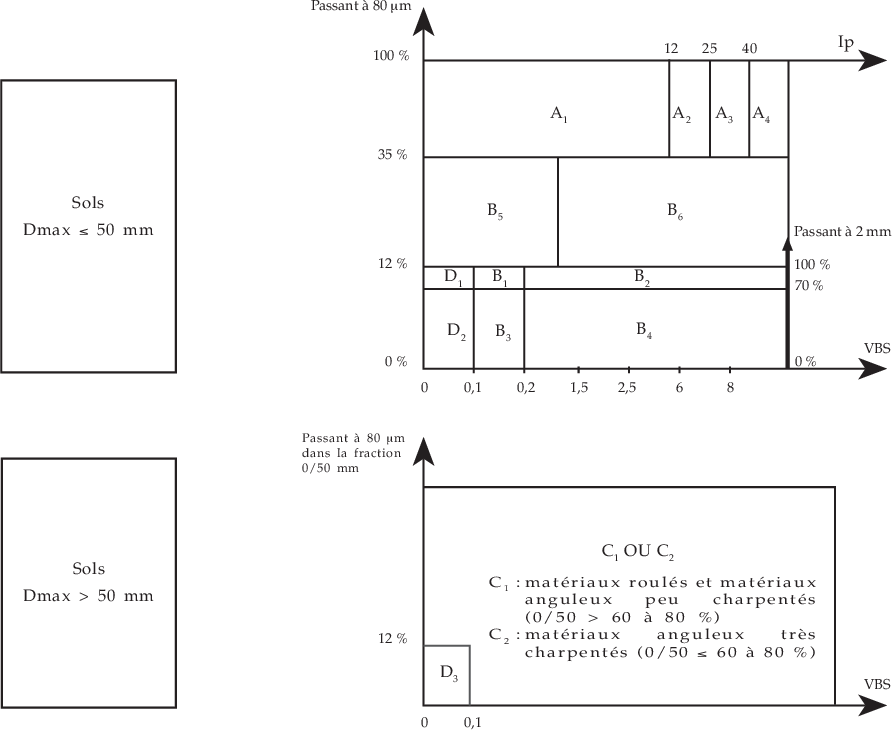 Passant à 80 µm
Ip
12 25 40
100 %
A1 A2 A3 A4
35 %
Sols
Dmax ≤ 50 mm
B5 B6
Passant à 2 mm
12 %
100 %
D1 B1 B2
70 %
D2 B3 B4
VBS
0 %
0 %
0 0,1 0,2 1,5 2,5 6 8
Passant à 80 µm
dans la fraction
0/50 mm
C1 OU C2
Sols
Dmax > 50 mm
C1 : matériaux roulés et matériaux
anguleux peu charpentés
(0/50 > 60 à 80 %)
C2 : matériaux anguleux très
charpentés (0/50 ≤ 60 à 80 %)
12 %
D3
VBS
0 0,1